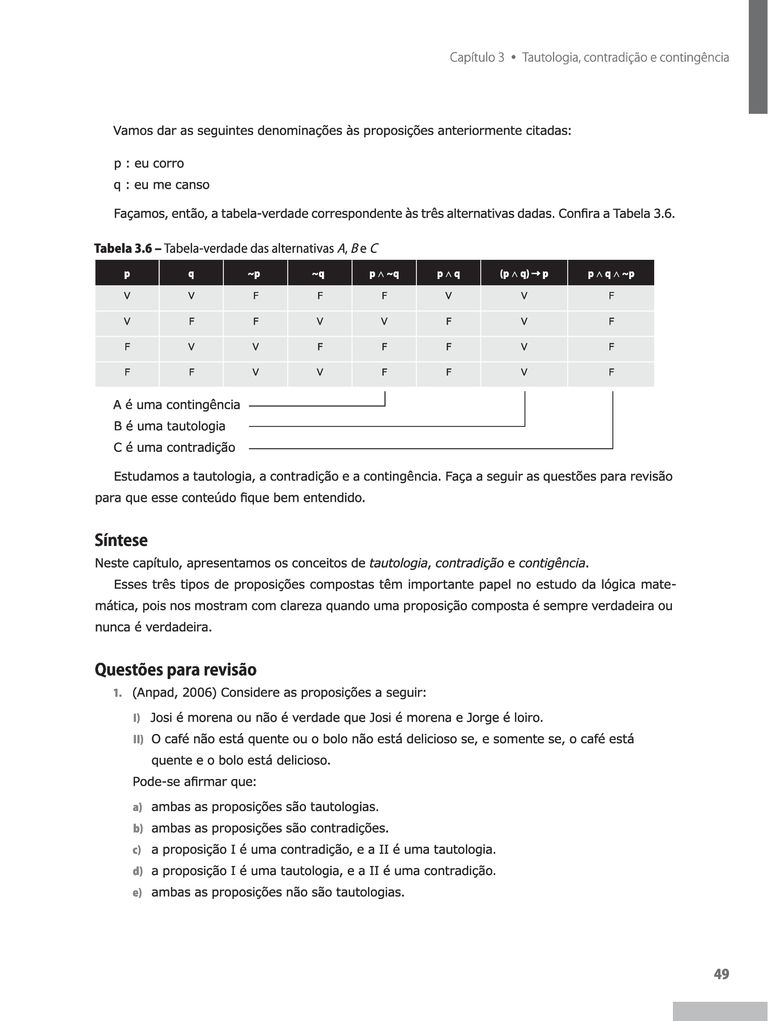 Capítulo 3 • Tautologia, contradição e contingência
Vamos dar as seguintes denominações às proposições anteriormente citadas:
p : eu corro
q : eu me canso
Façamos, então, a tabela-verdade correspondente às três alternativas dadas. Confira a Tabela 3.6.
Tabela 3.6 – Tabela-verdade das alternativas A, B e C
p q ~p ~q p ∧ ~q p ∧ q (p ∧ q) → p p ∧ q ∧ ~p
V V F F F V V F
V F F V V F V F
F V V F F F V F
F F V V F F V F
A é uma contingência
B é uma tautologia
C é uma contradição
Estudamos a tautologia, a contradição e a contingência. Faça a seguir as questões para revisão
para que esse conteúdo fique bem entendido.
Síntese
Neste capítulo, apresentamos os conceitos de tautologia, contradição e contigência.
Esses três tipos de proposições compostas têm importante papel no estudo da lógica mate-
mática, pois nos mostram com clareza quando uma proposição composta é sempre verdadeira ou
nunca é verdadeira.
Questões para revisão
1. (Anpad, 2006) Considere as proposições a seguir:
I) Josi é morena ou não é verdade que Josi é morena e Jorge é loiro.
II) O café não está quente ou o bolo não está delicioso se, e somente se, o café está
quente e o bolo está delicioso.
Pode-se afirmar que:
a) ambas as proposições são tautologias.
b) ambas as proposições são contradições.
c) a proposição I é uma contradição, e a II é uma tautologia.
d) a proposição I é uma tautologia, e a II é uma contradição.
e) ambas as proposições não são tautologias.
49